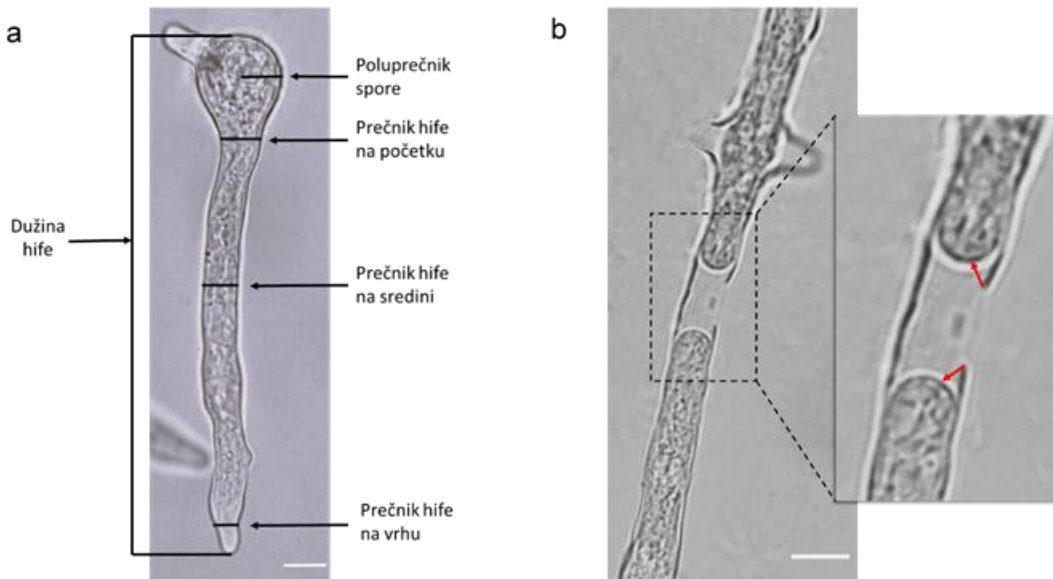 a
Poluprečnik
spore
Prečnik hife
na početku
Dužina
hife
Prečnik hife
na sredini
Prečnik hife
na vrhu
b